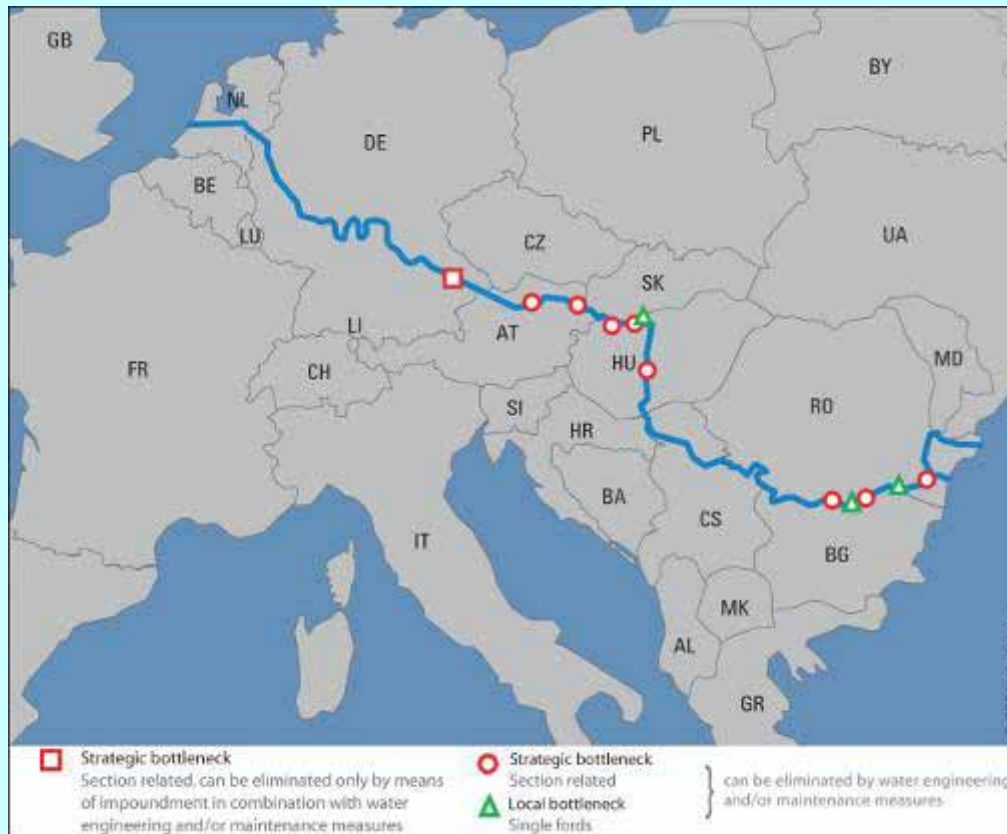 GB
BY
NL
DE
PL
BE
LU
CZ
UA
SK
LI
AT
MD
FR
CH
HU
RO
SI
HR
BA
CS
IT
BG
MK
AL
GR
Strategic bottleneck
Section related, can be eliminated only by means
of impoundment in combination with water
engineering and/or maintenance measures
Strategic bottleneck
Section related
Local bottleneck
Single fords
can be eliminated by water engineering
and/or maintenance measures